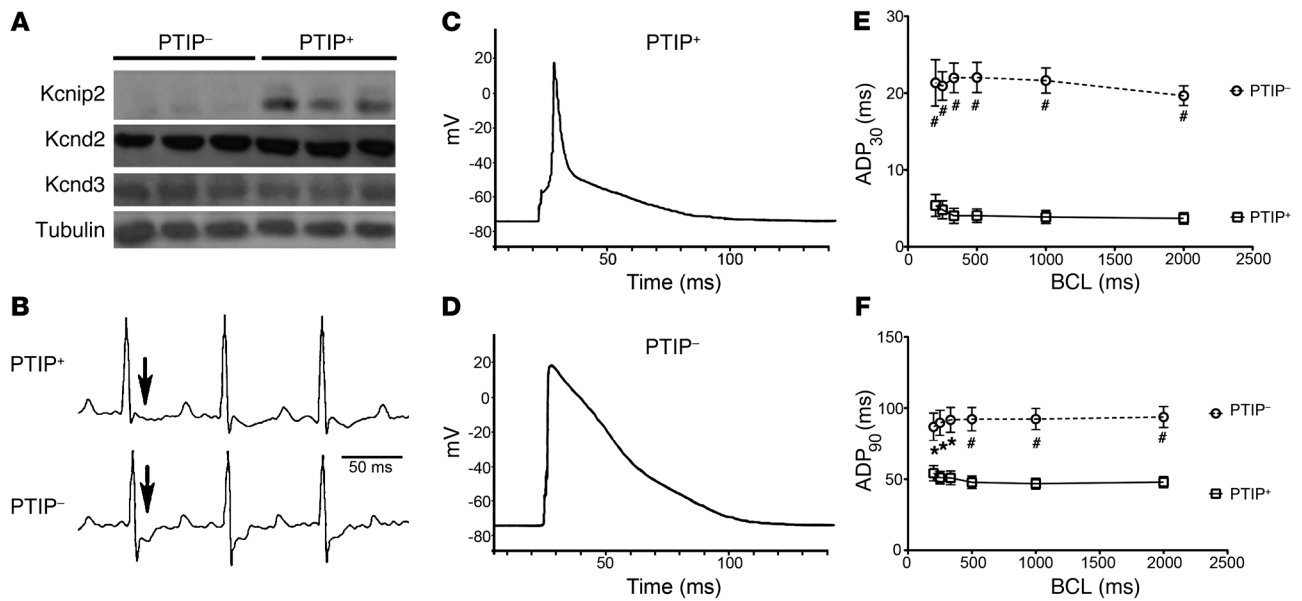 A
PTIP– PTIP+
Kcnip2
Kcnd2
Kcnd3
Tubulin
B
PTIP+
50 ms
PTIP–
C
PTIP+
20
0
-20
-40
-60
-80
mV
50 100
Time (ms)
D
PTIP–
20
0
-20
-40
-60
-80
mV
50 100
Time (ms)
E
30
20
10
0
ADP30 (ms)
# # # # # #
PTIP–
PTIP+
0 500 1000 1500 2000 2500
BCL (ms)
F
150
100
50
0
ADP90 (ms)
* * * # # #
PTIP–
PTIP+
0 500 1000 1500 2000 2500
BCL (ms)